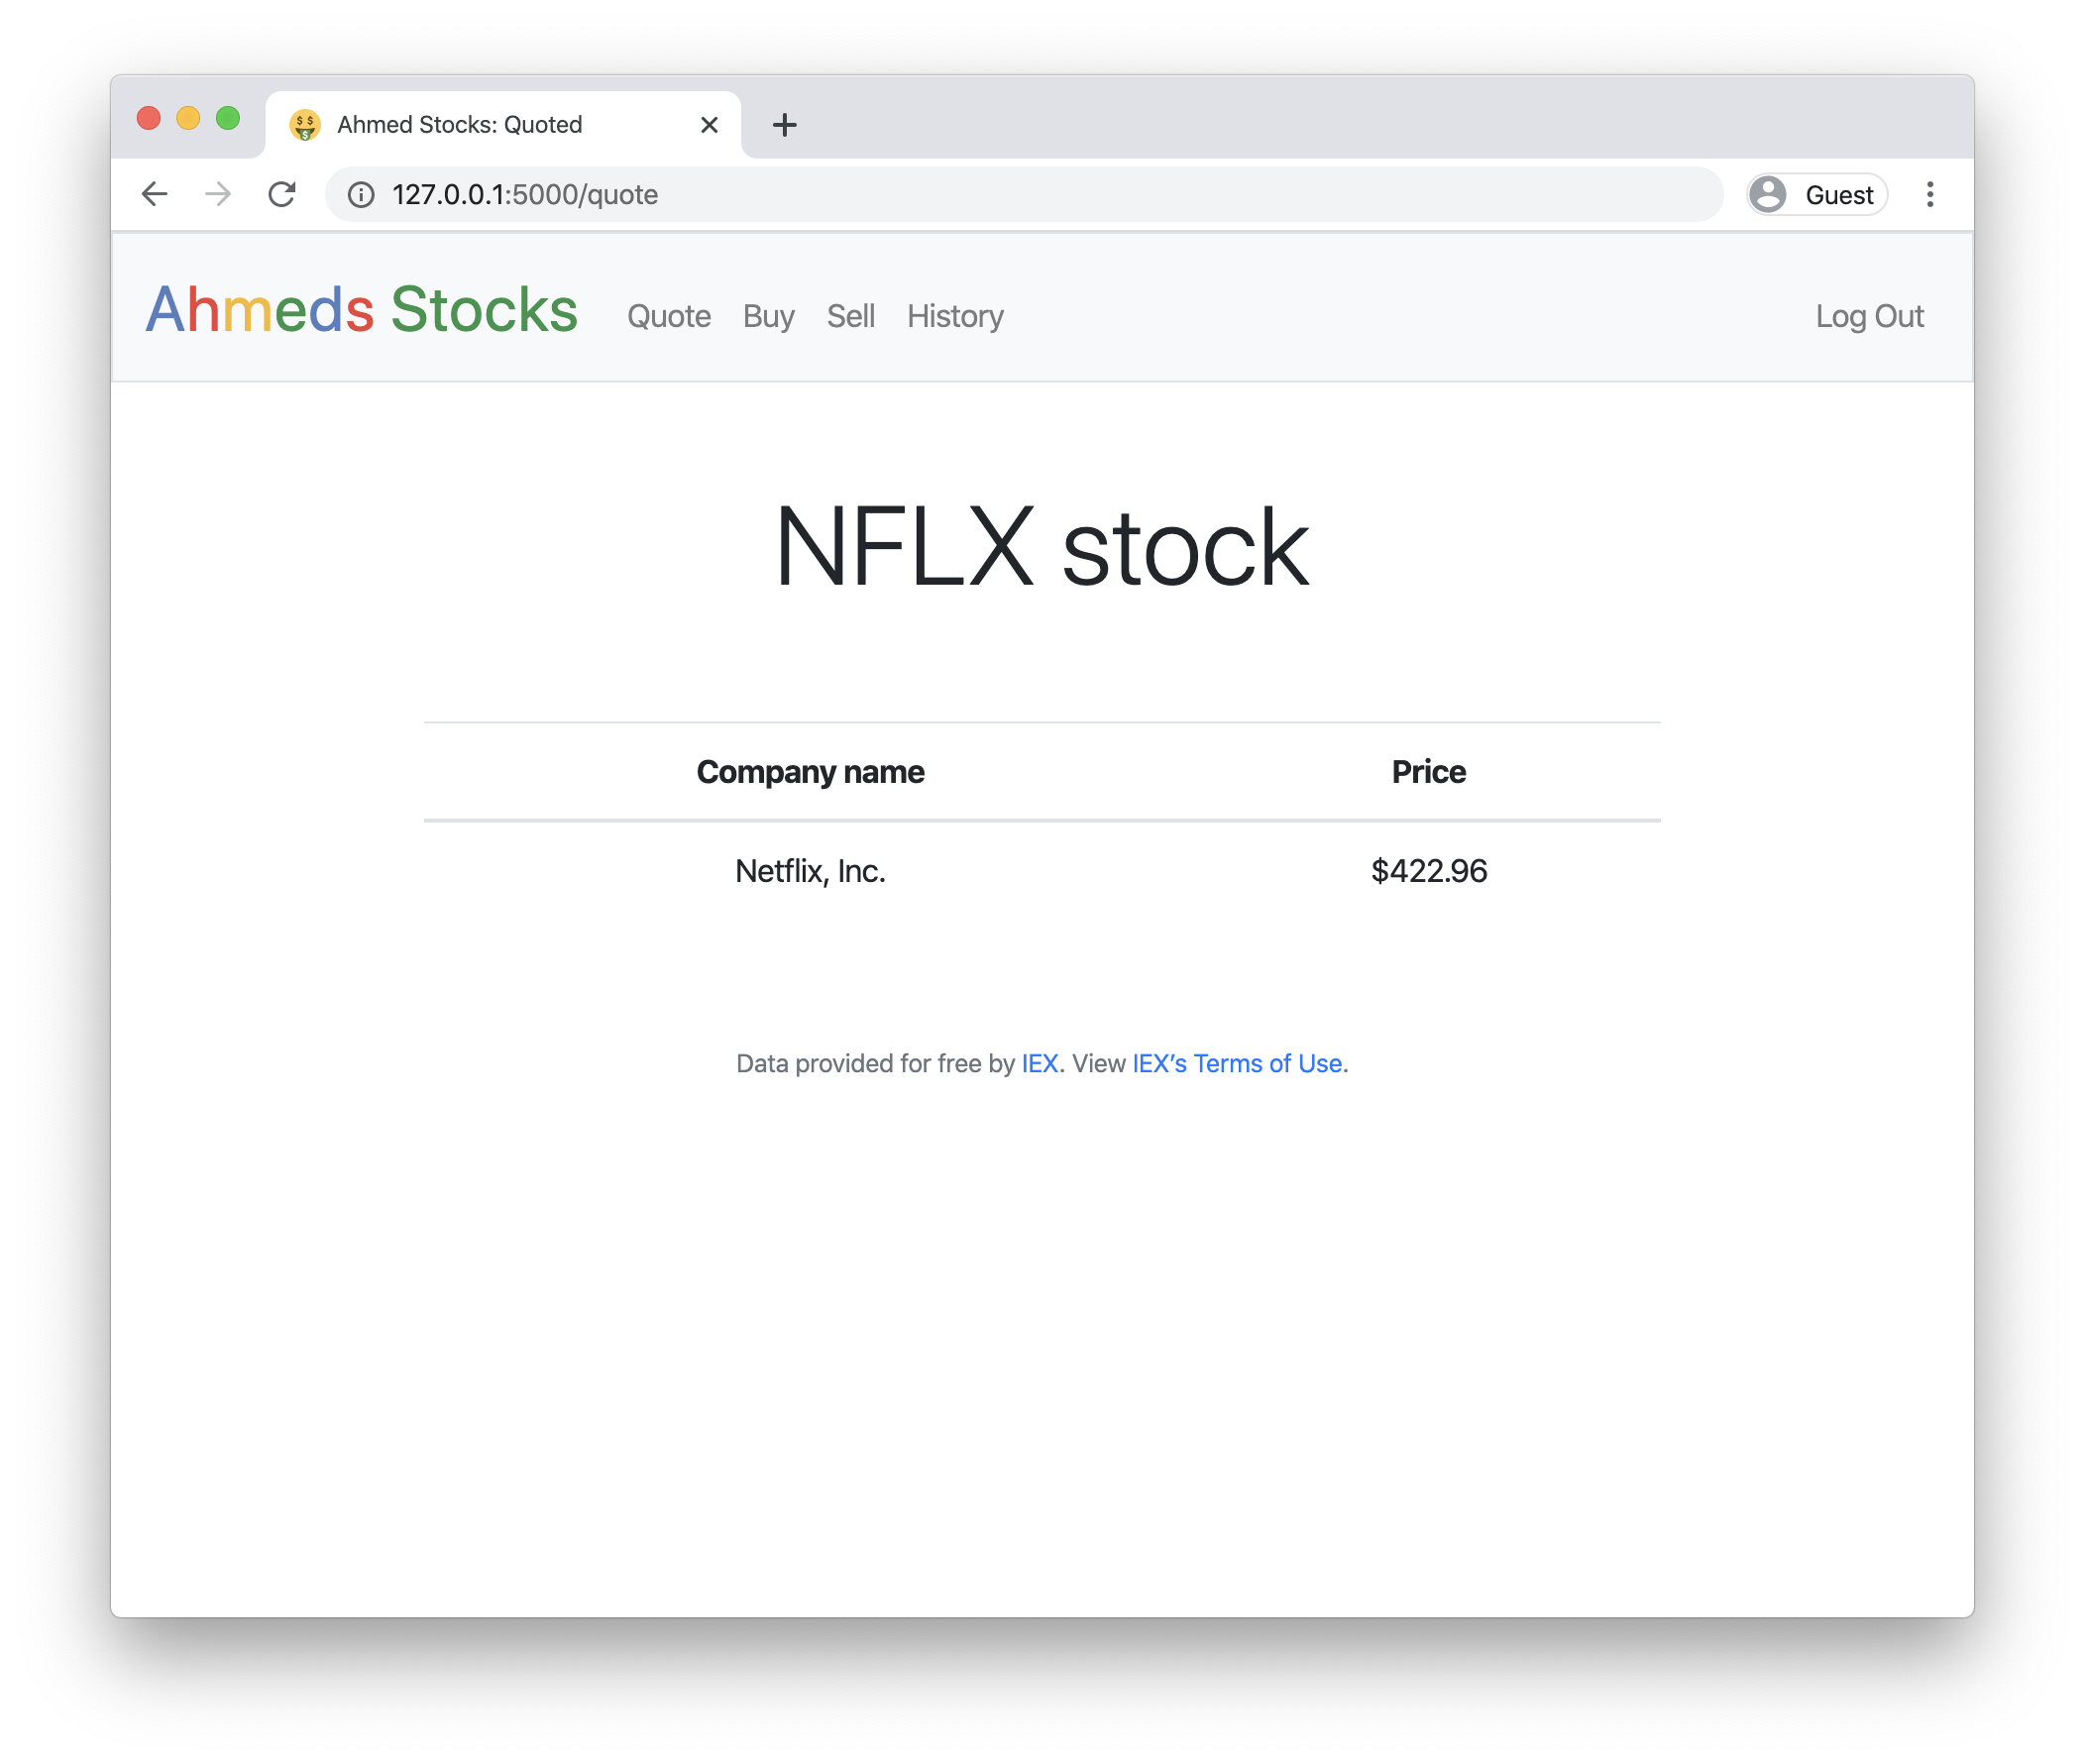 Ahmed Stocks: Quoted
127.0.0.1:5000/quote
Guest
Ahmeds Stocks Quote Buy Sell History Log Out
NFLX stock
Company name Price
Netflix, Inc. $422.96
Data provided for free by IEX. View IEX’s Terms of Use.